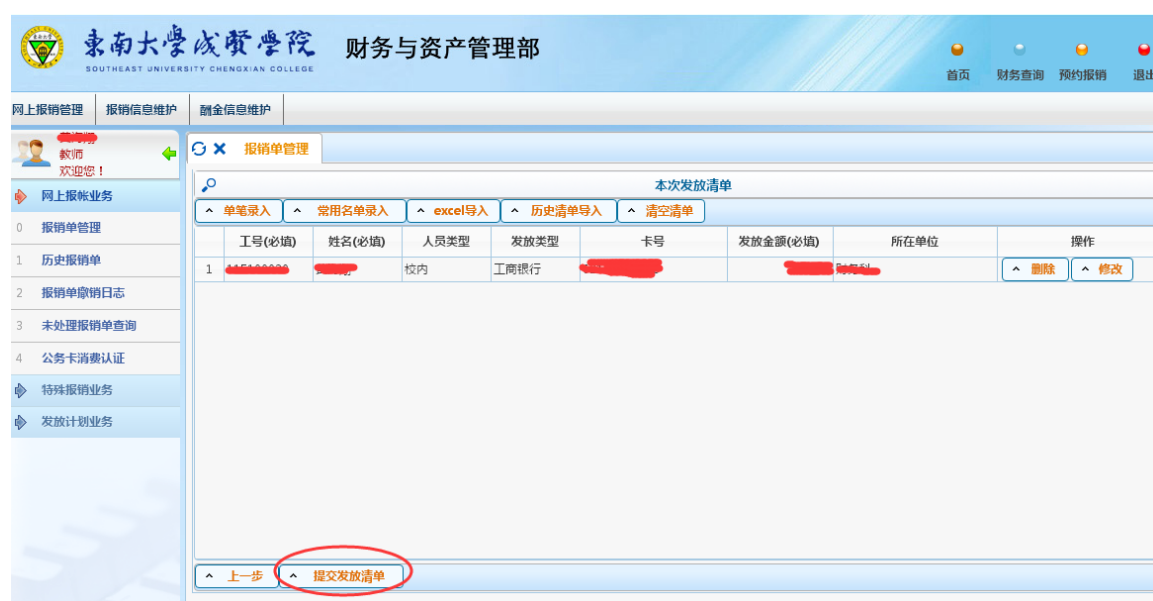 東南大學成賢學院 财务与资产管理部
SOUTHEAST UNIVERSITY CHENGXIAN COLLEGE
首页 财务查询 预约报销 退出
网上报销管理 报销信息维护 酬金信息维护
教师
欢迎您！
报销单管理
网上报帐业务
0 报销单管理
1 历史报销单
2 报销单撤销日志
3 未处理报销单查询
4 公务卡消费认证
特殊报销业务
发放计划业务
本次发放清单
单笔录入 常用名单录入 excel导入 历史清单导入 清空清单
工号(必填) 姓名(必填) 人员类型 发放类型 卡号 发放金额(必填) 所在单位 操作
1 校内 工商银行 删除 修改
上一步 提交发放清单